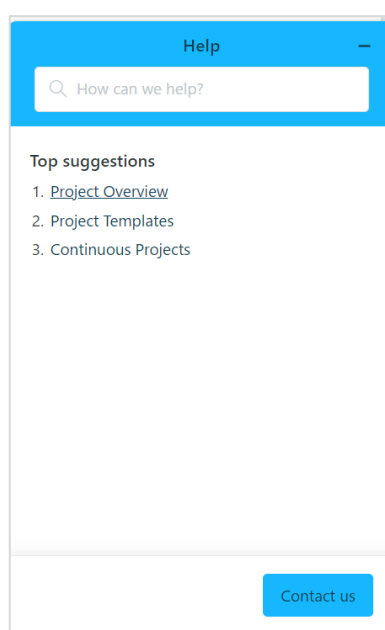 Help
How can we help?
Top suggestions
1. Project Overview
2. Project Templates
3. Continuous Projects
Contact us